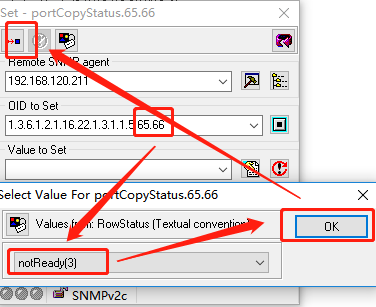 Set - portCopyStatus.65.66
Remote SNMP agent
192.168.120.211
OID to Set
1.3.6.1.2.1.16.22.1.3.1.1.5.65.66
Value to Set
Select Value For portCopyStatus.65.66
Values from: RowStatus (Textual convention
OK
notReady(3)
SNMPv2c